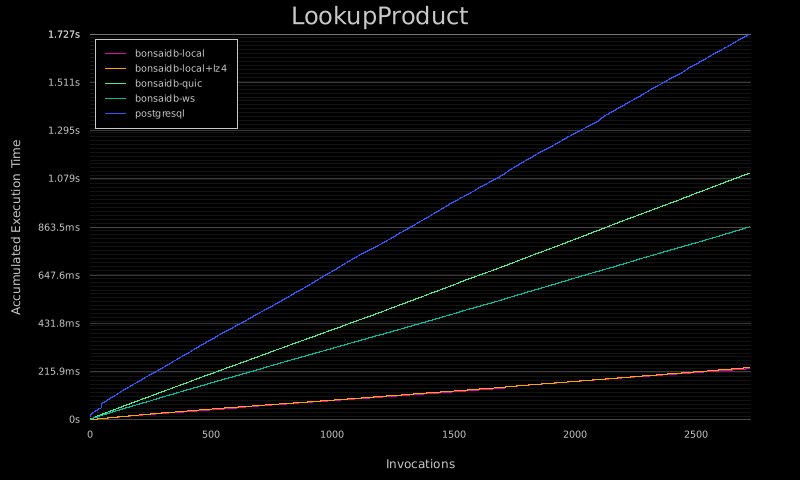 LookupProduct
1.727s
1.511s
1.295s
1.079s
863.5ms
647.6ms
431.8ms
215.9ms
0s
Accumulated Execution Time
bonsaidb-local
bonsaidb-local+lz4
bonsaidb-quic
bonsaidb-ws
postgresql
0
500
1000
1500
2000
2500
Invocations